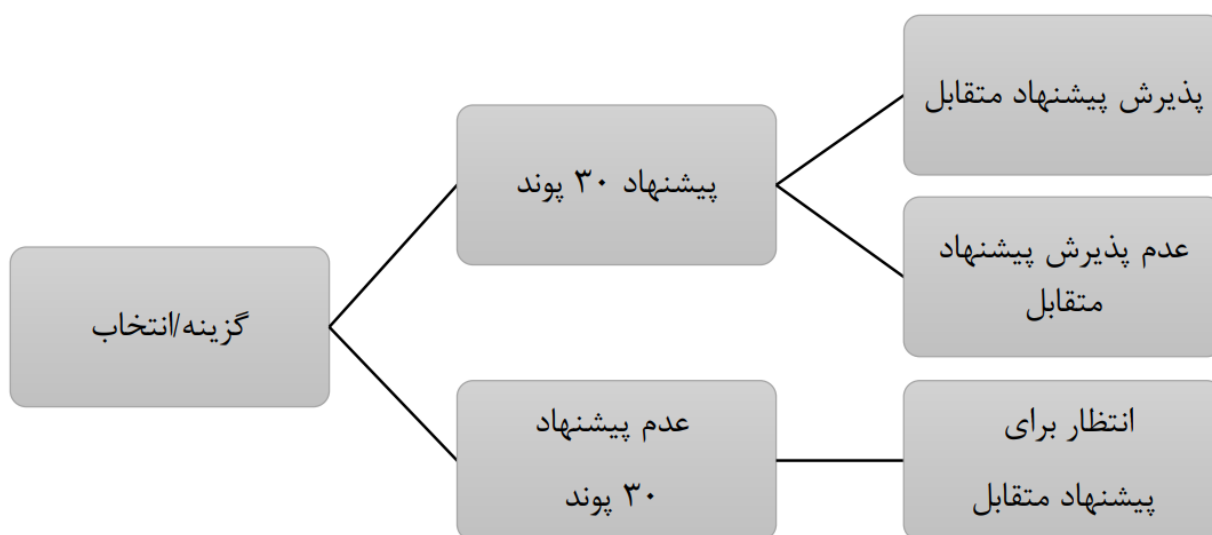 گزینه/انتخاب
پیشنهاد ۳۰ پوند
پذیرش پیشنهاد متقابل
عدم پذیرش پیشنهاد
متقابل
عدم پیشنهاد
۳۰ پوند
انتظار برای
پیشنهاد متقابل